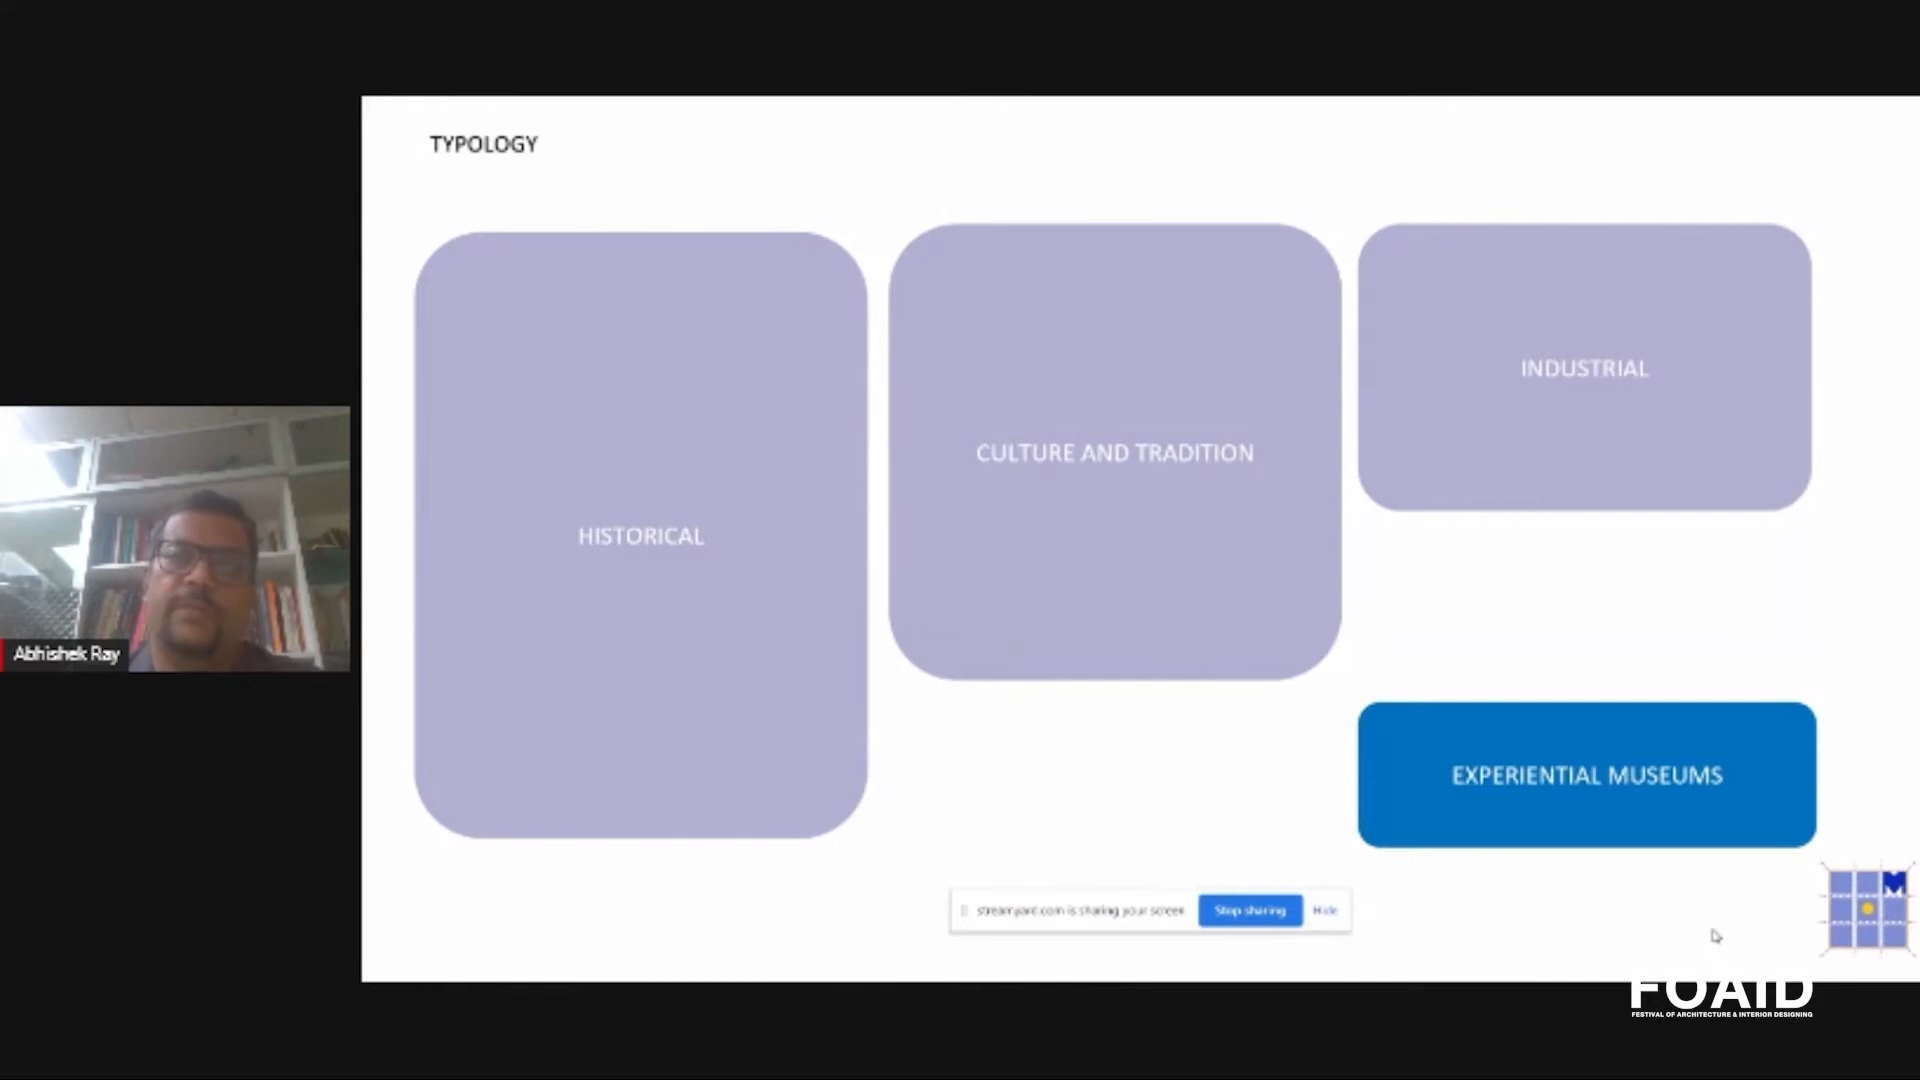 TYPOLOGY
HISTORICAL
CULTURE AND TRADITION
INDUSTRIAL
EXPERIENTIAL MUSEUMS
Abhishek Ray
streamyard.com is sharing your screen. Stop sharing Hide
M
FOAID
FESTIVAL OF ARCHITECTURE & INTERIOR DESIGNING